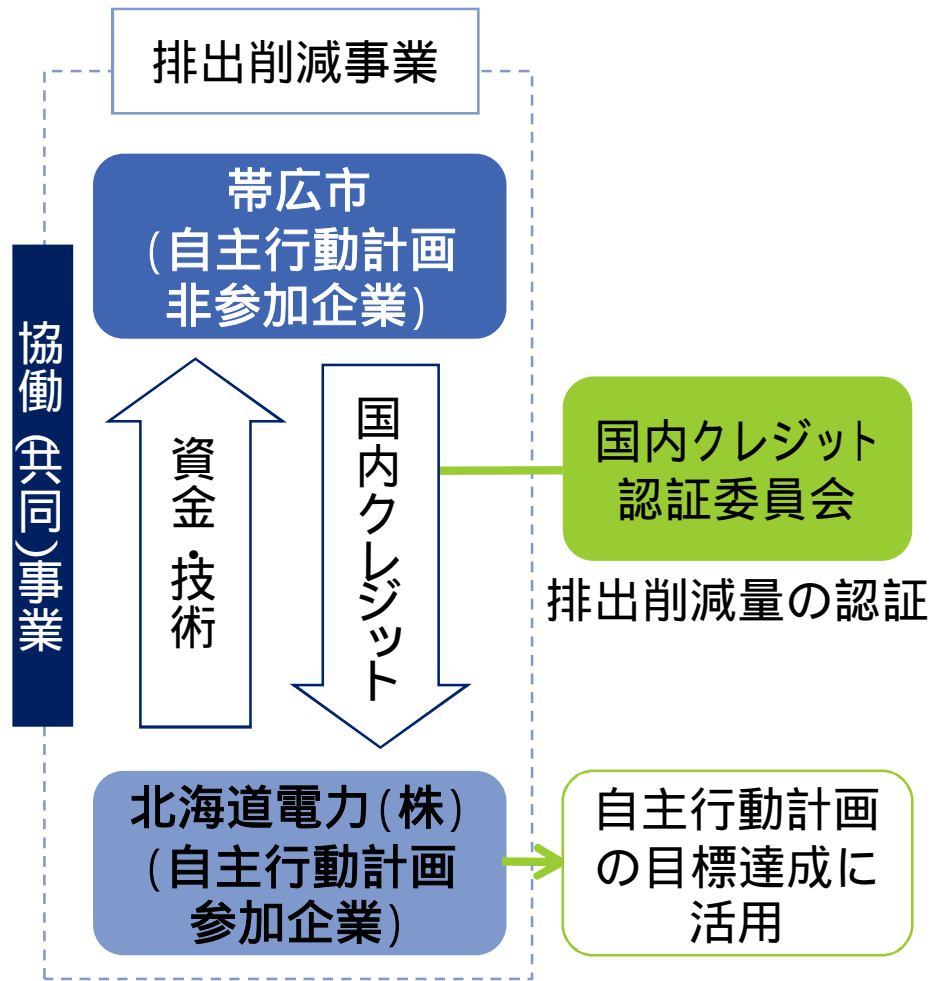 排出削減事業
帯広市
(自主行動計画
非参加企業)
協働(共同)事業
資金・技術
国内クレジット
国内クレジット
認証委員会
排出削減量の認証
北海道電力(株)
(自主行動計画
参加企業)
自主行動計画
の目標達成に
活用